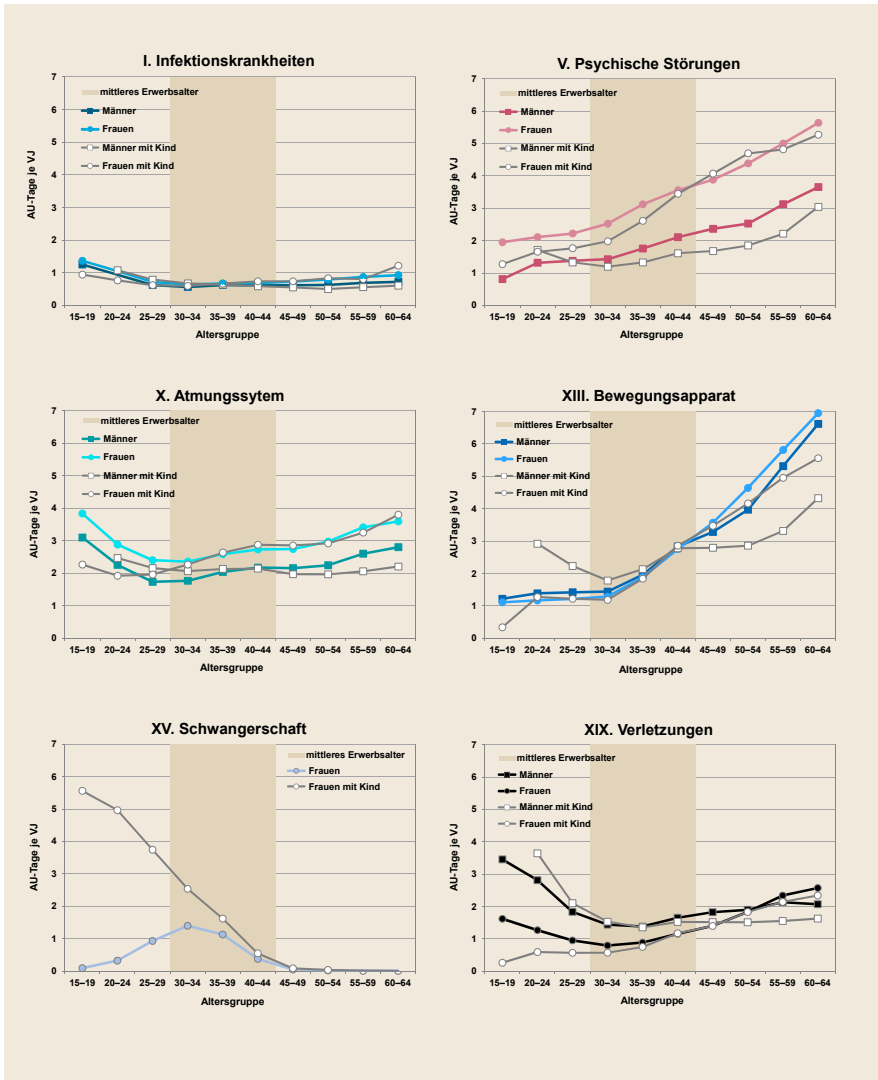 I. Infektionskrankheiten
7
6
5
4
3
2
1
0
AU-Tage je VJ
mittleres Erwerbsalter
Männer
Frauen
Männer mit Kind
Frauen mit Kind
15–19 20–24 25–29 30–34 35–39 40–44 45–49 50–54 55–59 60–64
Altersgruppe
V. Psychische Störungen
7
6
5
4
3
2
1
0
AU-Tage je VJ
mittleres Erwerbsalter
Männer
Frauen
Männer mit Kind
Frauen mit Kind
15–19 20–24 25–29 30–34 35–39 40–44 45–49 50–54 55–59 60–64
Altersgruppe
X. Atmungssytem
7
6
5
4
3
2
1
0
AU-Tage je VJ
mittleres Erwerbsalter
Männer
Frauen
Männer mit Kind
Frauen mit Kind
15–19 20–24 25–29 30–34 35–39 40–44 45–49 50–54 55–59 60–64
Altersgruppe
XIII. Bewegungsapparat
7
6
5
4
3
2
1
0
AU-Tage je VJ
mittleres Erwerbsalter
Männer
Frauen
Männer mit Kind
Frauen mit Kind
15–19 20–24 25–29 30–34 35–39 40–44 45–49 50–54 55–59 60–64
Altersgruppe
XV. Schwangerschaft
7
6
5
4
3
2
1
0
AU-Tage je VJ
mittleres Erwerbsalter
Frauen
Frauen mit Kind
15–19 20–24 25–29 30–34 35–39 40–44 45–49 50–54 55–59 60–64
Altersgruppe
XIX. Verletzungen
7
6
5
4
3
2
1
0
AU-Tage je VJ
mittleres Erwerbsalter
Männer
Frauen
Männer mit Kind
Frauen mit Kind
15–19 20–24 25–29 30–34 35–39 40–44 45–49 50–54 55–59 60–64
Altersgruppe